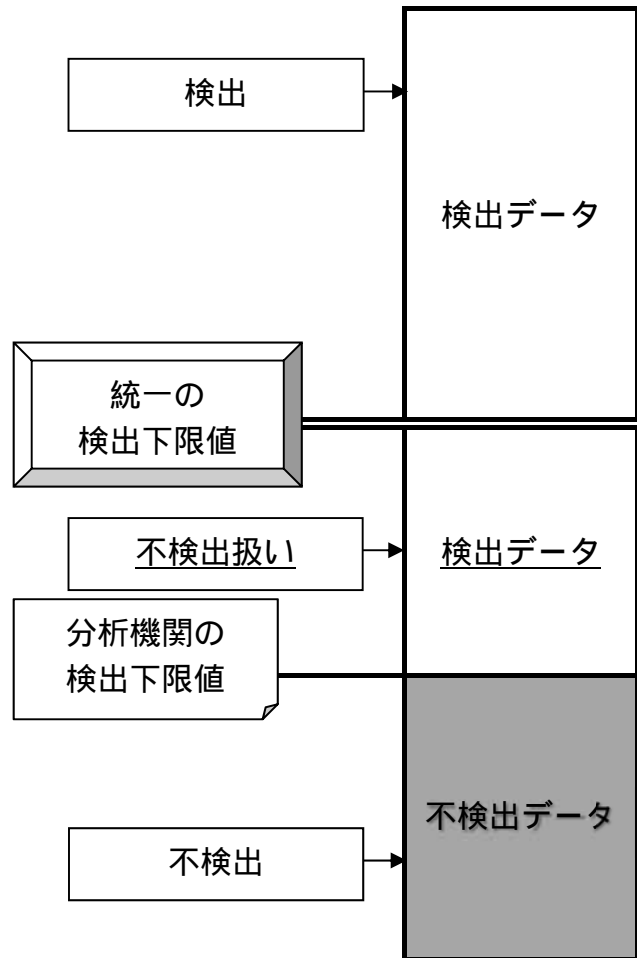 検出
検出データ
統一の
検出下限値
不検出扱い
検出データ
分析機関の
検出下限値
不検出データ
不検出